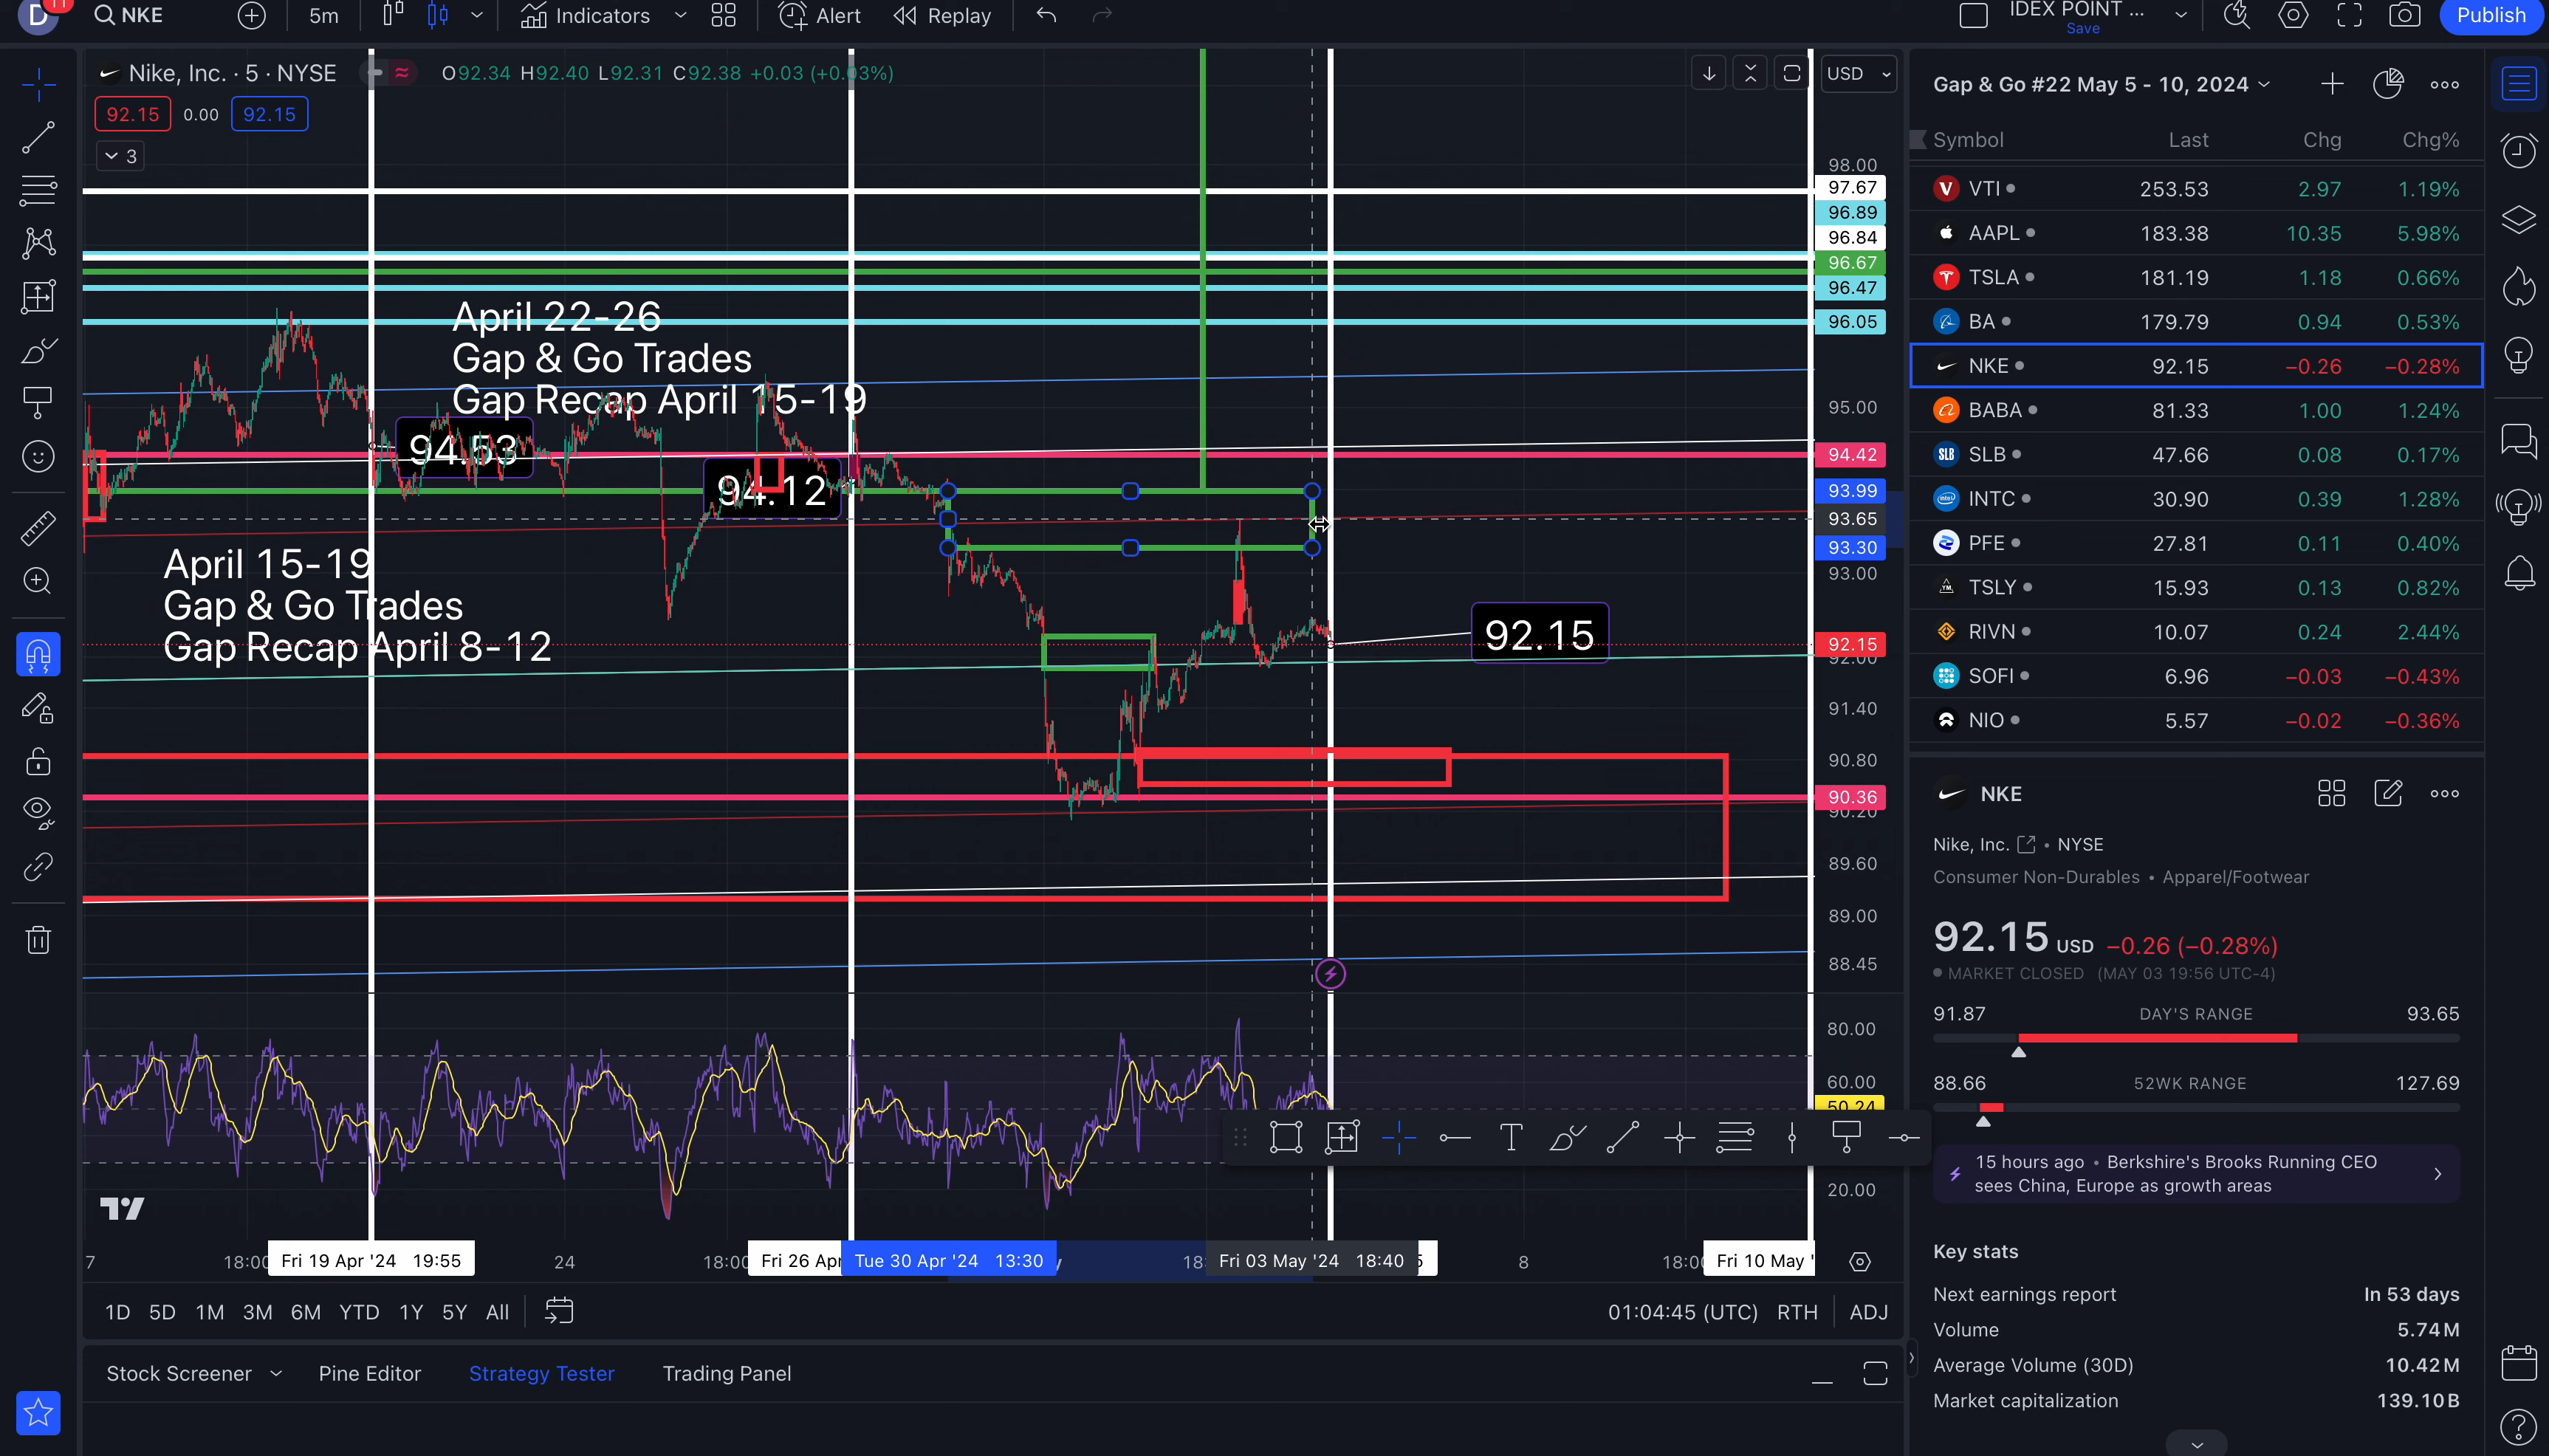 D 11 NKE 5m Indicators Alert Replay IDEX POINT ... Save Publish
Nike, Inc. · 5 · NYSE O92.34 H92.40 L92.31 C92.38 +0.03 (+0.03%) USD
92.15 0.00 92.15
3
98.00
97.67
96.89
96.84
96.67
96.47
96.05
95.00
94.42
93.99
93.65
93.30
93.00
92.15
92.00
91.40
90.80
90.36
90.20
89.60
89.00
88.45
80.00
60.00
50.24
20.00
April 22-26
Gap & Go Trades
Gap Recap April 15-19
94.53
94.12
April 15-19
Gap & Go Trades
Gap Recap April 8-12
92.15
18:00 Fri 19 Apr '24 19:55 24 18:00 Fri 26 Apr Tue 30 Apr '24 13:30 18: Fri 03 May '24 18:40 8 18:00 Fri 10 May '
1D 5D 1M 3M 6M YTD 1Y 5Y All 01:04:45 (UTC) RTH ADJ
Stock Screener Pine Editor Strategy Tester Trading Panel
Gap & Go #22 May 5 - 10, 2024
Symbol Last Chg Chg%
VTI 253.53 2.97 1.19%
AAPL 183.38 10.35 5.98%
TSLA 181.19 1.18 0.66%
BA 179.79 0.94 0.53%
NKE 92.15 −0.26 −0.28%
BABA 81.33 1.00 1.24%
SLB SLB 47.66 0.08 0.17%
INTC 30.90 0.39 1.28%
PFE 27.81 0.11 0.40%
TSLY 15.93 0.13 0.82%
RIVN 10.07 0.24 2.44%
SOFI 6.96 −0.03 −0.43%
NIO 5.57 −0.02 −0.36%
NKE
Nike, Inc. • NYSE
Consumer Non-Durables • Apparel/Footwear
92.15 USD −0.26 (−0.28%)
MARKET CLOSED (MAY 03 19:56 UTC-4)
91.87 DAY'S RANGE 93.65
88.66 52WK RANGE 127.69
15 hours ago • Berkshire's Brooks Running CEO
sees China, Europe as growth areas
Key stats
Next earnings report In 53 days
Volume 5.74M
Average Volume (30D) 10.42M
Market capitalization 139.10B